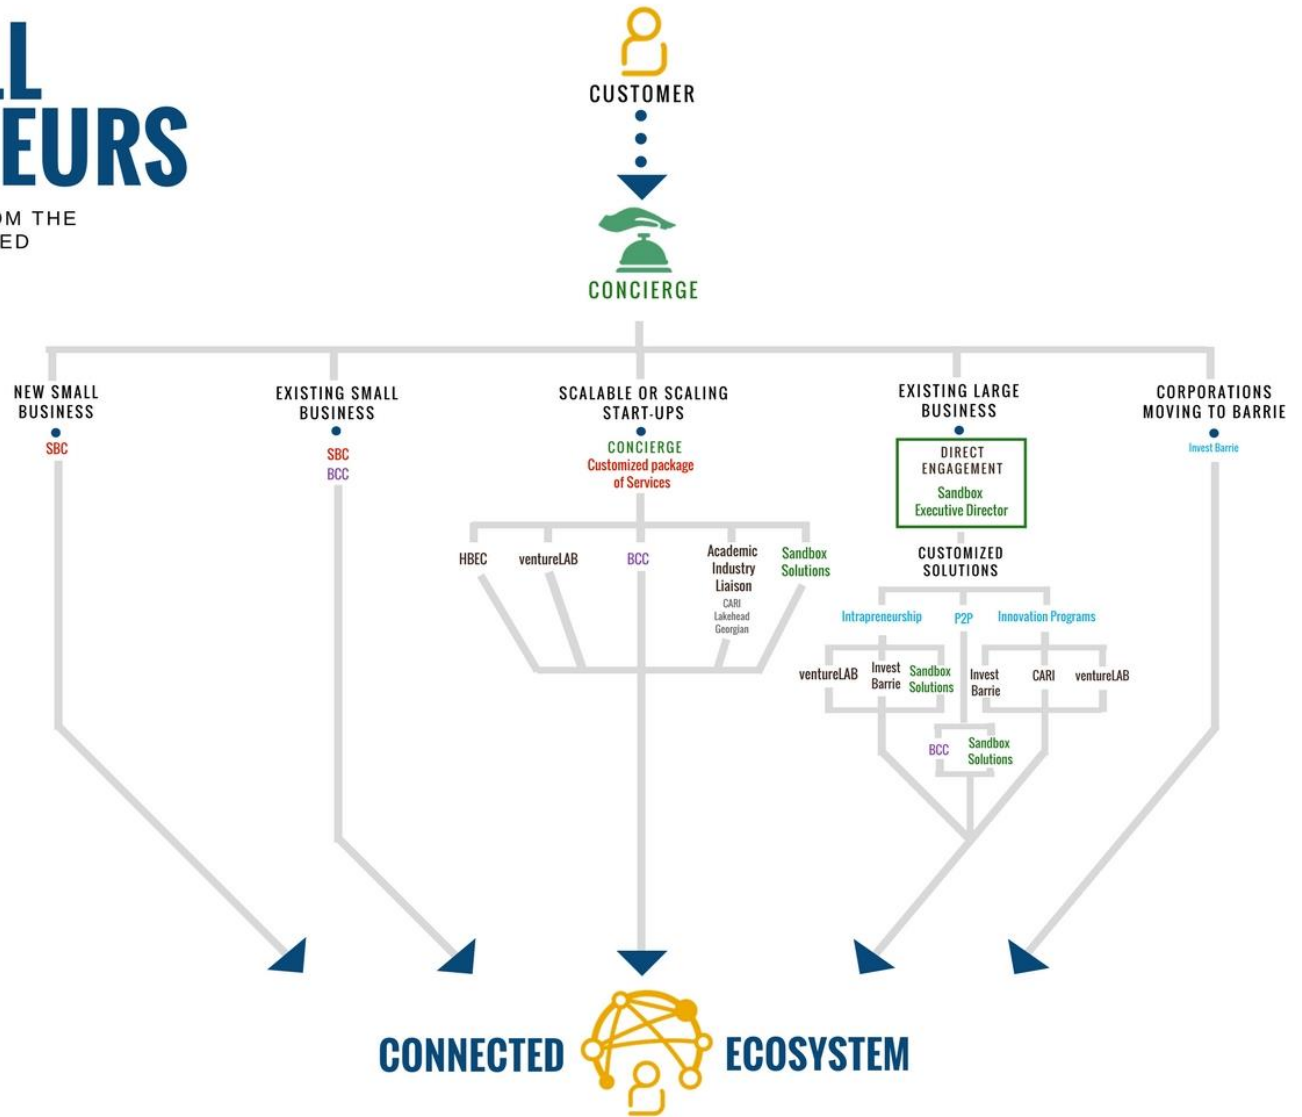 LL
EURS
OM THE
ED
CUSTOMER
CONCIERGE
NEW SMALL
BUSINESS
SBC
EXISTING SMALL
BUSINESS
SBC
BCC
SCALABLE OR SCALING
START-UPS
CONCIERGE
Customized package
of Services
HBEC
ventureLAB
BCC
Academic
Industry
Liaison
CARI
Lakehead
Georgian
Sandbox
Solutions
EXISTING LARGE
BUSINESS
DIRECT
ENGAGEMENT
Sandbox
Executive Director
CUSTOMIZED
SOLUTIONS
Intrapreneurship
P2P
Innovation Programs
ventureLAB
Invest
Barrie
Sandbox
Solutions
Invest
Barrie
CARI
ventureLAB
BCC
Sandbox
Solutions
CORPORATIONS
MOVING TO BARRIE
Invest Barrie
CONNECTED ECOSYSTEM